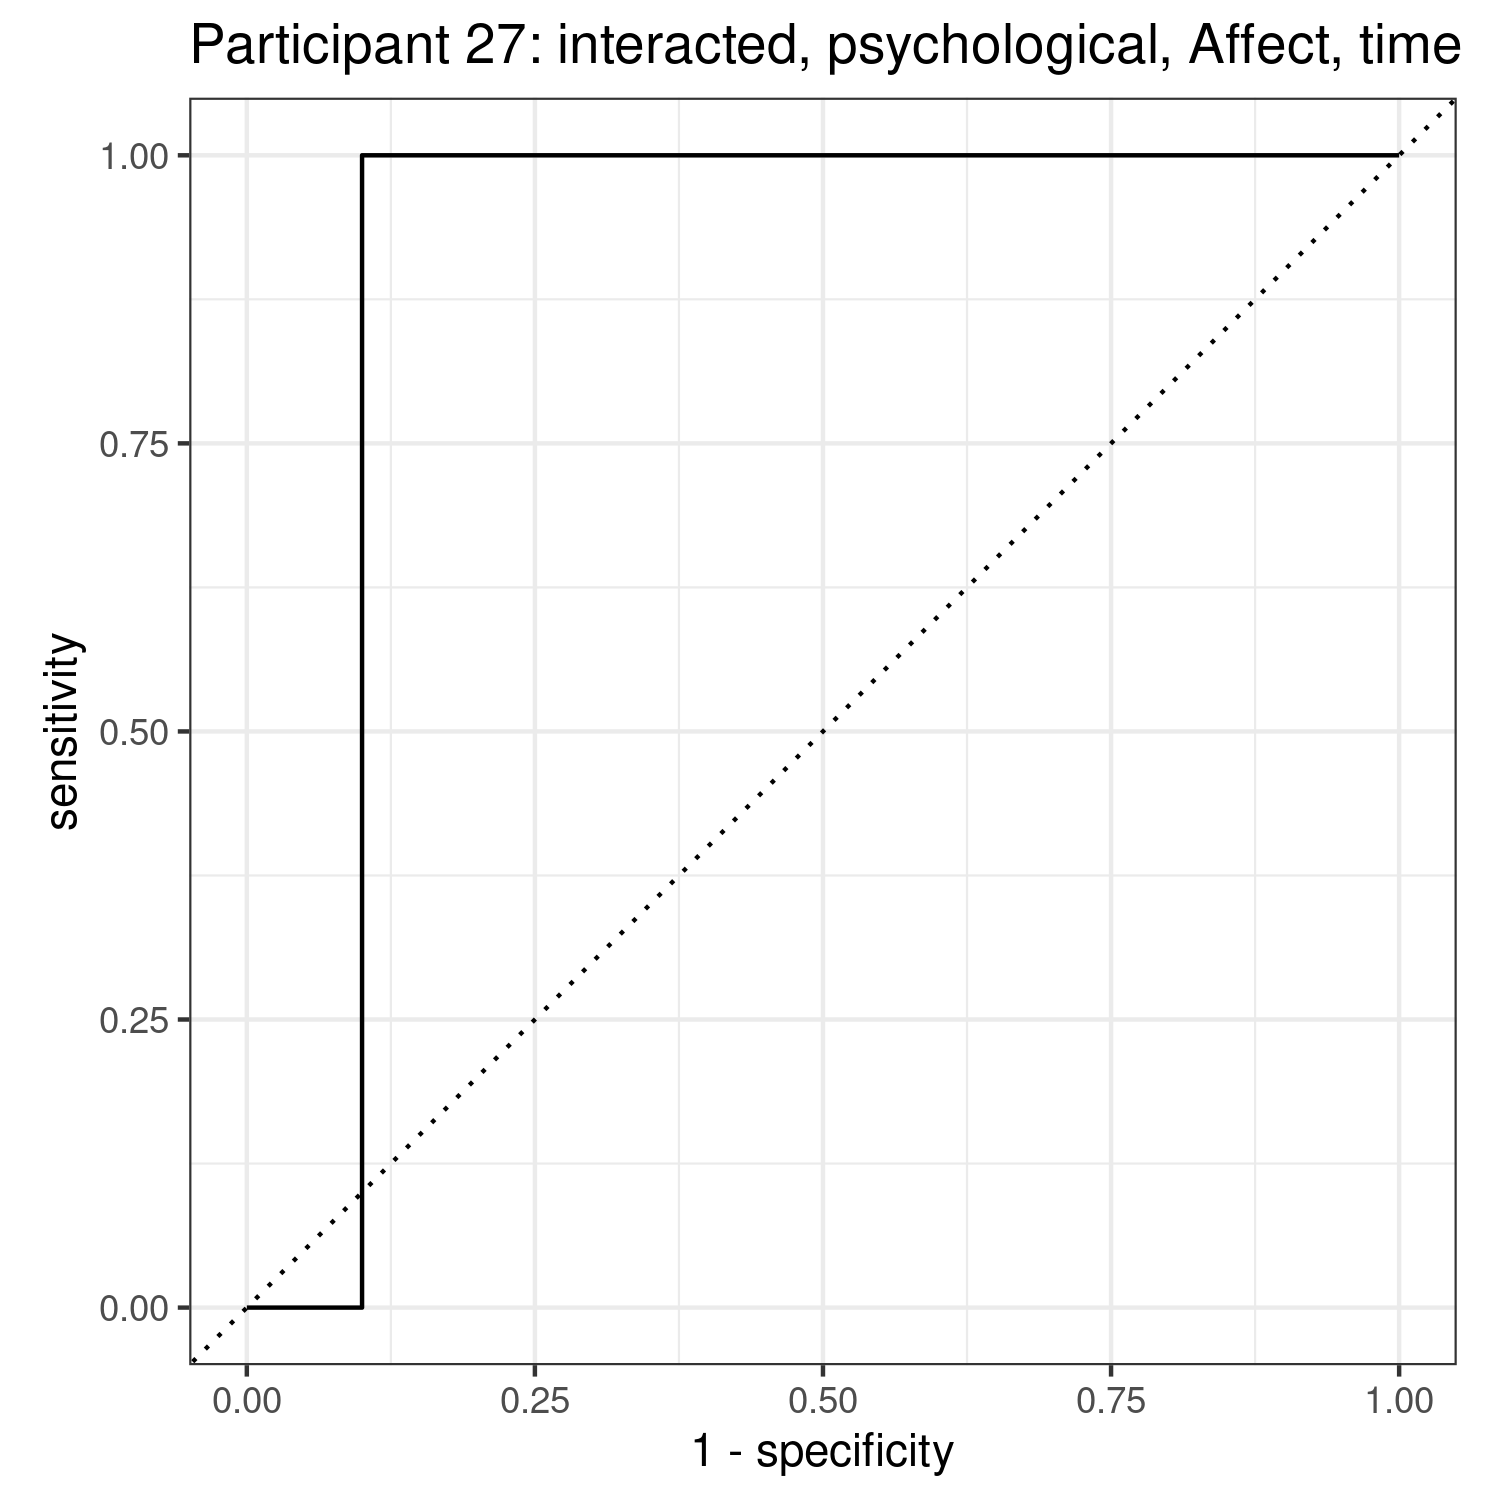 Participant 27: interacted, psychological, Affect, time
1.00
0.75
0.50
0.25
0.00
sensitivity
0.00 0.25 0.50 0.75 1.00
1 - specificity